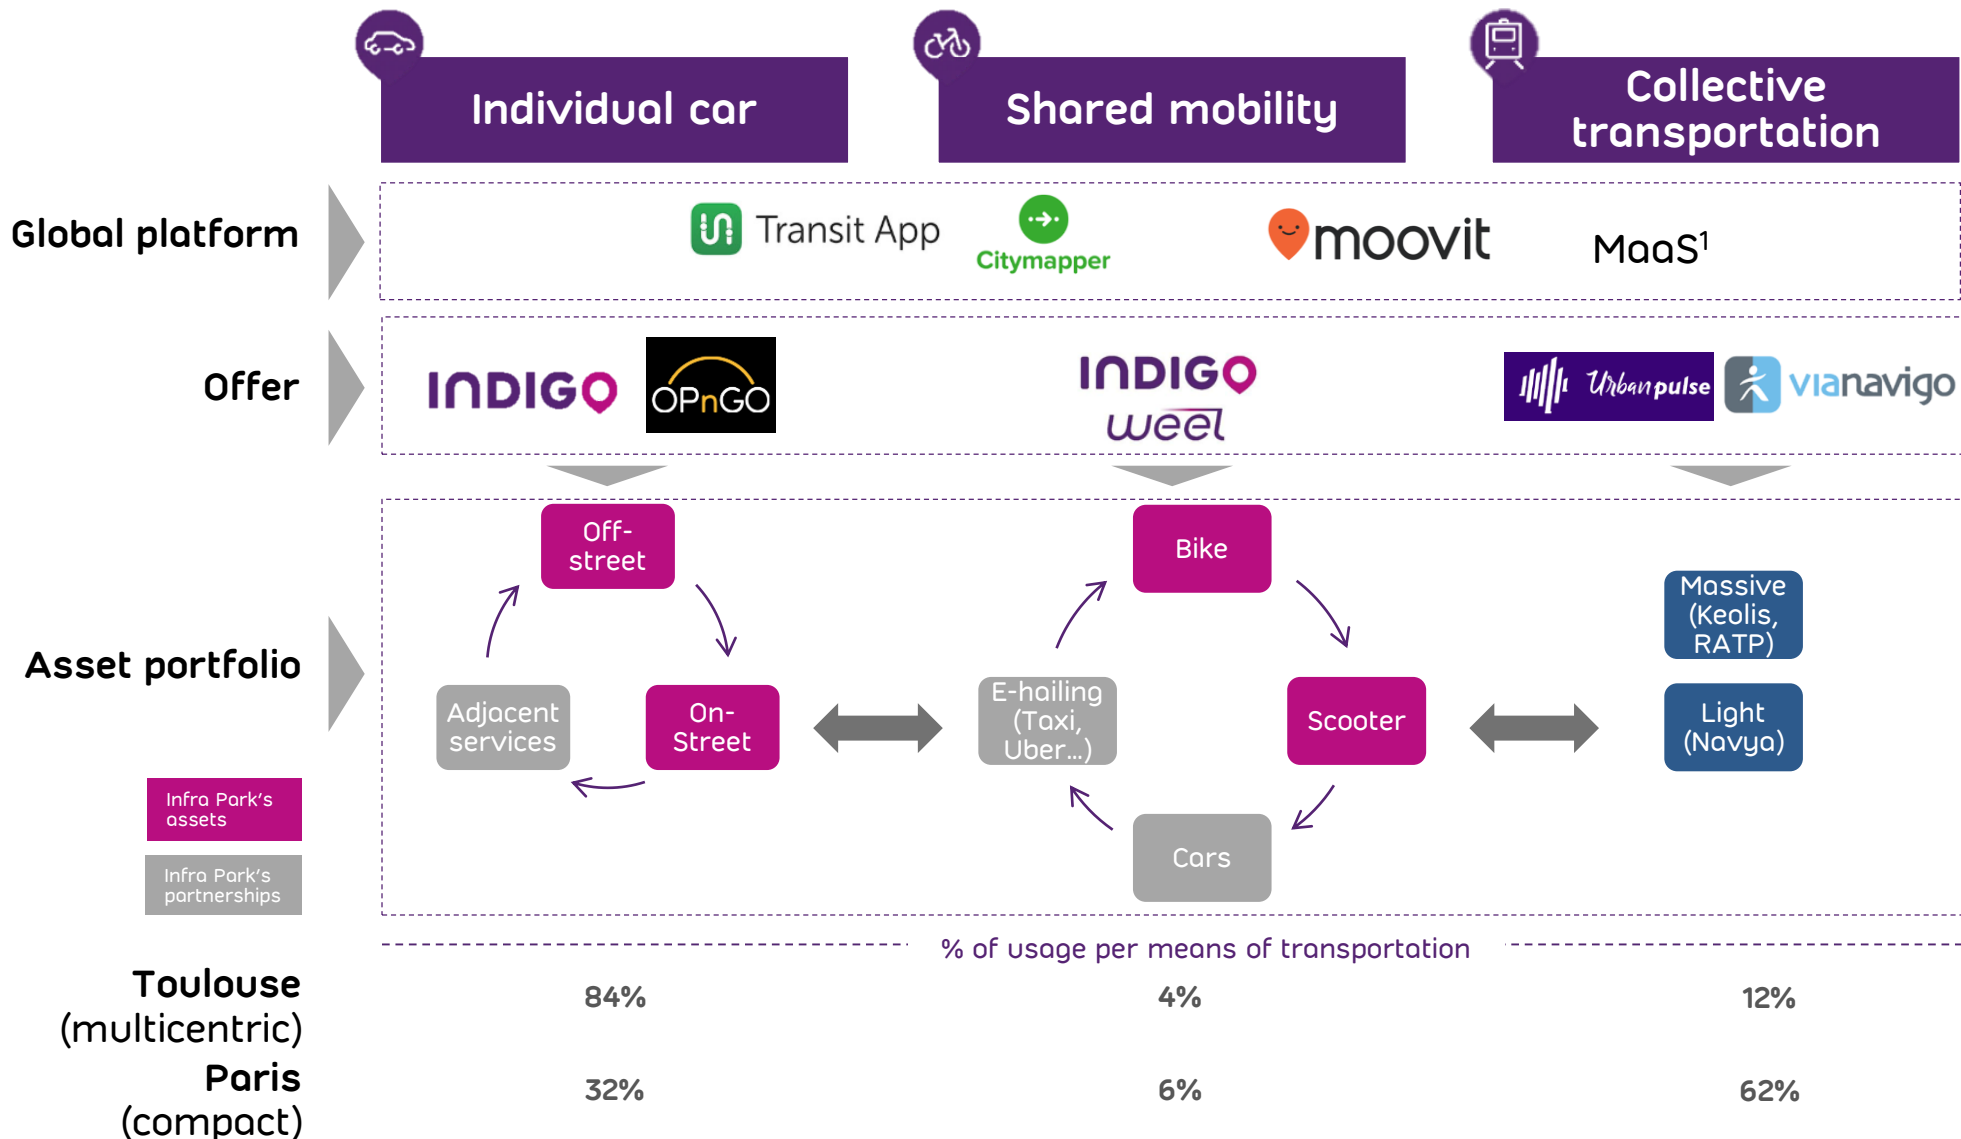 Individual car
Shared mobility
Collective
transportation
Global platform
Transit App
Citymapper
moovit
MaaS¹
Offer
INDIGO
OPnGO
INDIGO
weel
Urban pulse
vianavigo
Asset portfolio
Off-
street
Adjacent
services
On-
Street
Bike
E-hailing
(Taxi,
Uber...)
Scooter
Cars
Massive
(Keolis,
RATP)
Light
(Navya)
Infra Park's
assets
Infra Park's
partnerships
% of usage per means of transportation
Toulouse
(multicentric)
84%
4%
12%
Paris
(compact)
32%
6%
62%